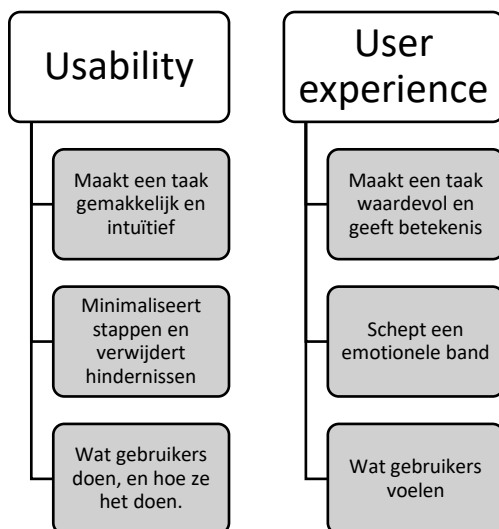 Usability
Maakt een taak
gemakkelijk en
intuïtief
Minimaliseert
stappen en
verwijdert
hindernissen
Wat gebruikers
doen, en hoe ze
het doen.
User
experience
Maakt een taak
waardevol en
geeft betekenis
Schept een
emotionele band
Wat gebruikers
voelen